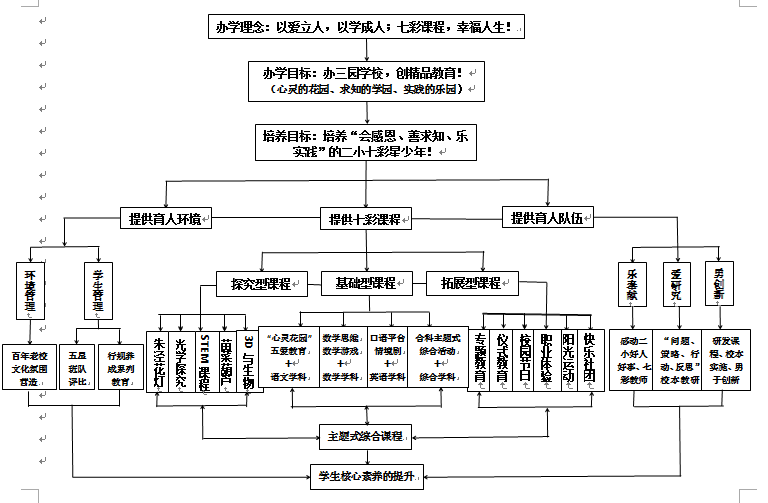 办学理念：以爱立人，以学成人；七彩课程，幸福人生！
办学目标：办三园学校，创精品教育！
（心灵的花园、求知的学园、实践的乐园）
培养目标：培养“会感恩、善求知、乐
实践”的二小七彩星少年！
提供育人环境
提供七彩课程
提供育人队伍
环境管理
学生管理
探究型课程
基础型课程
拓展型课程
乐奉献
爱研究
勇创新
百年老校
文化氛围
营造
五星
班队
评比
行规养
成系列
教育
朱泾花灯
光学探究
STEM 课程
苗菜葫芦
3D 与生物
“心灵花园”
五爱教育
+
语文学科
数学思维
数学游戏
+
数学学科
口语平台
情境剧
+
英语学科
合科主题式
综合活动
+
综合学科
专题教育
仪式教育
校园节日
职业体验
阳光运动
快乐社团
感动二
小好人
好事、七
彩教师
“问题、
策略、行
动、反思”
校本教研
研发课
程、校本
实施、勇
于创新
主题式综合课程
学生核心素养的提升